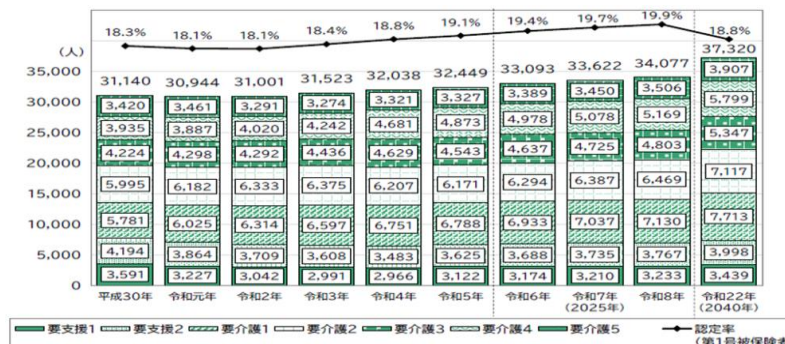 18.3% 18.1% 18.1% 18.4% 18.8% 19.1% 19.4% 19.7% 19.9% 18.8%
(人)
31,140 30,944 31,001 31,523 32,038 32,449 33,093 33,622 34,077 37,320
35,000
30,000
25,000
20,000
15,000
10,000
5,000
0
3,420 3,461 3,291 3,274 3,321 3,327 3,389 3,450 3,506 3,907
3,935 3,887 4,020 4,242 4,681 4,873 4,978 5,078 5,169 5,799
4,224 4,298 4,292 4,436 4,629 4,543 4,637 4,725 4,803 5,347
5,995 6,182 6,333 6,375 6,207 6,171 6,294 6,387 6,469 7,117
5,781 6,025 6,314 6,597 6,751 6,788 6,933 7,037 7,130 7,713
4,194 3,864 3,709 3,608 3,483 3,625 3,688 3,735 3,767 3,998
3,591 3,227 3,042 2,991 2,966 3,122 3,174 3,210 3,233 3,439
平成30年 令和元年 令和2年 令和3年 令和4年 令和5年 令和6年 令和7年 令和8年 令和22年
(2025年) (2040年)
要支援1 要支援2 要介護1 要介護2 要介護3 要介護4 要介護5 認定率
(第1号被保険者